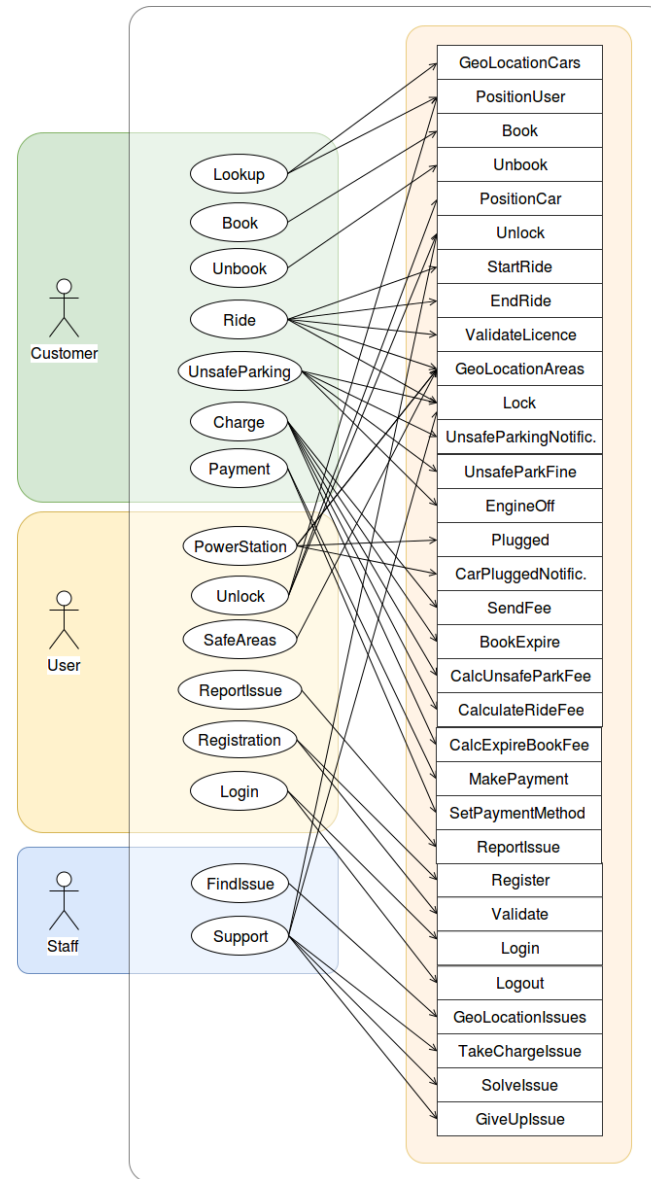 Customer
Lookup
Book
Unbook
Ride
UnsafeParking
Charge
Payment
User
PowerStation
Unlock
SafeAreas
ReportIssue
Registration
Login
Staff
FindIssue
Support
GeoLocationCars
PositionUser
Book
Unbook
PositionCar
Unlock
StartRide
EndRide
ValidateLicence
GeoLocationAreas
Lock
UnsafeParkingNotific.
UnsafeParkFine
EngineOff
Plugged
CarPluggedNotific.
SendFee
BookExpire
CalcUnsafeParkFee
CalculateRideFee
CalcExpireBookFee
MakePayment
SetPaymentMethod
ReportIssue
Register
Validate
Login
Logout
GeoLocationIssues
TakeChargeIssue
SolveIssue
GiveUpIssue